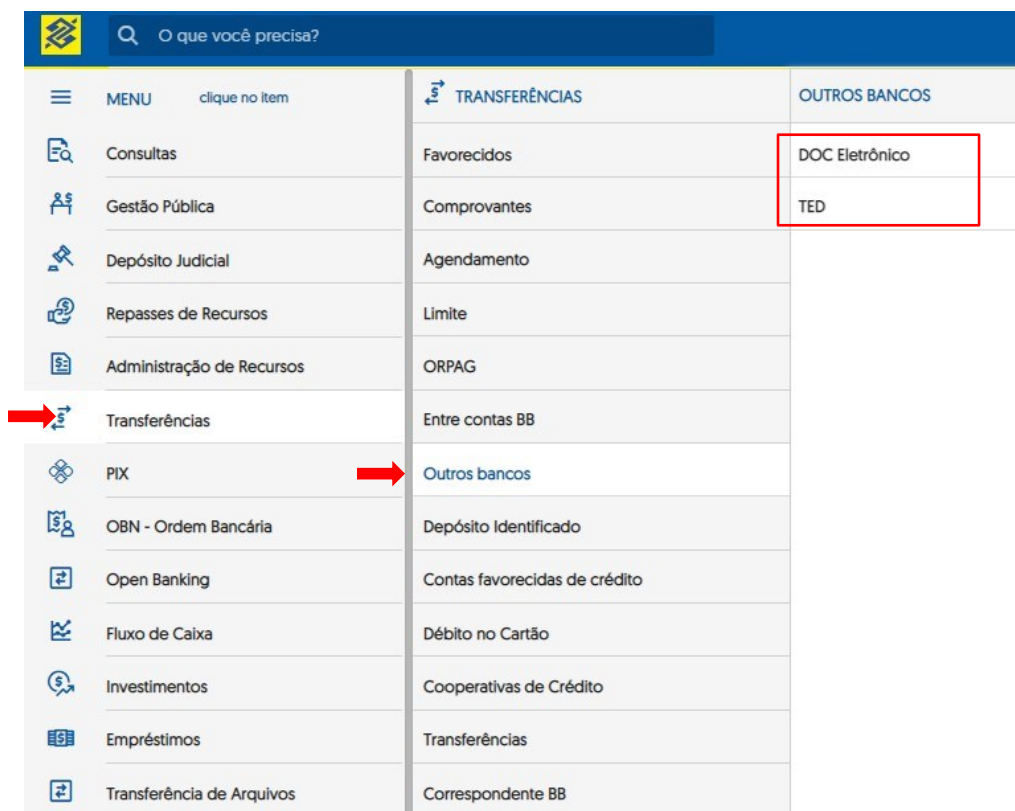 O que você precisa?
MENU clique no item
Consultas
Gestão Pública
Depósito Judicial
Repasses de Recursos
Administração de Recursos
Transferências
PIX
OBN - Ordem Bancária
Open Banking
Fluxo de Caixa
Investimentos
Empréstimos
Transferência de Arquivos
TRANSFERÊNCIAS
Favorecidos
Comprovantes
Agendamento
Limite
ORPAG
Entre contas BB
Outros bancos
Depósito Identificado
Contas favorecidas de crédito
Débito no Cartão
Cooperativas de Crédito
Transferências
Correspondente BB
OUTROS BANCOS
DOC Eletrônico
TED